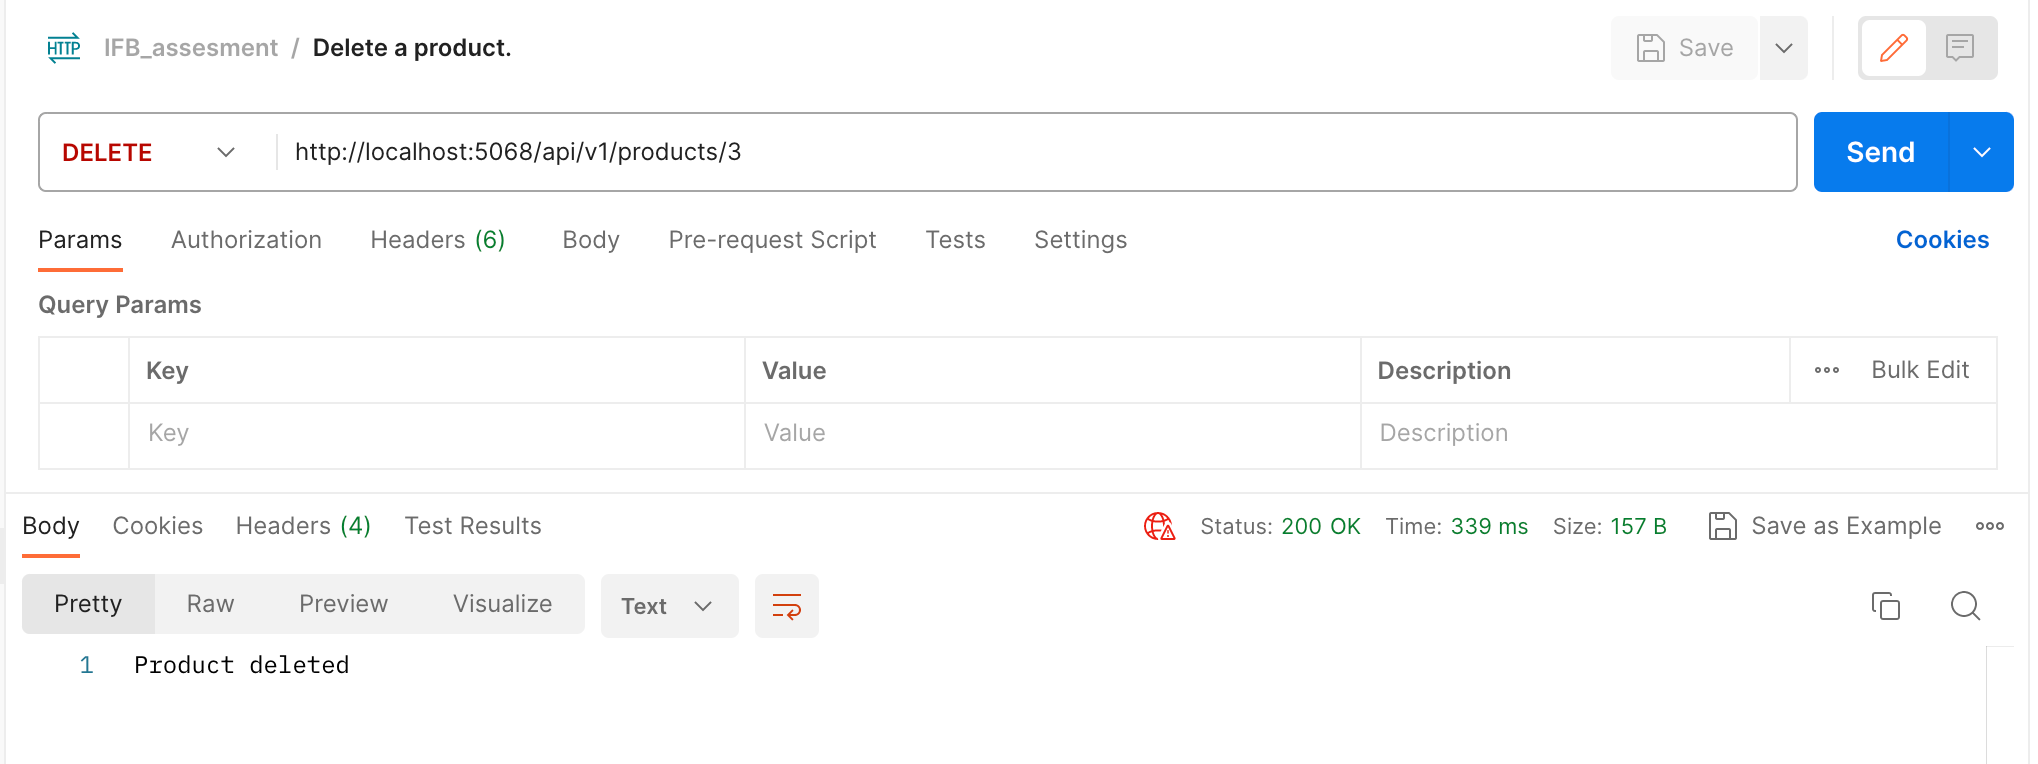 HTTP IFB_assesment / Delete a product. Save
DELETE http://localhost:5068/api/v1/products/3 Send
Params Authorization Headers (6) Body Pre-request Script Tests Settings Cookies
Query Params
Key Value Description Bulk Edit
Key Value Description
Body Cookies Headers (4) Test Results Status: 200 OK Time: 339 ms Size: 157 B Save as Example
Pretty Raw Preview Visualize Text
1 Product deleted